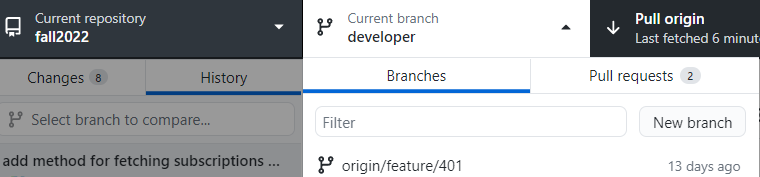 Current repository
fall2022
Current branch
developer
Pull origin
Last fetched 6
Changes 8
History
Branches
Pull requests 2
Select branch to compare...
Filter
New branch
add method for fetching subscriptions ...
origin/feature/401
13 days ago